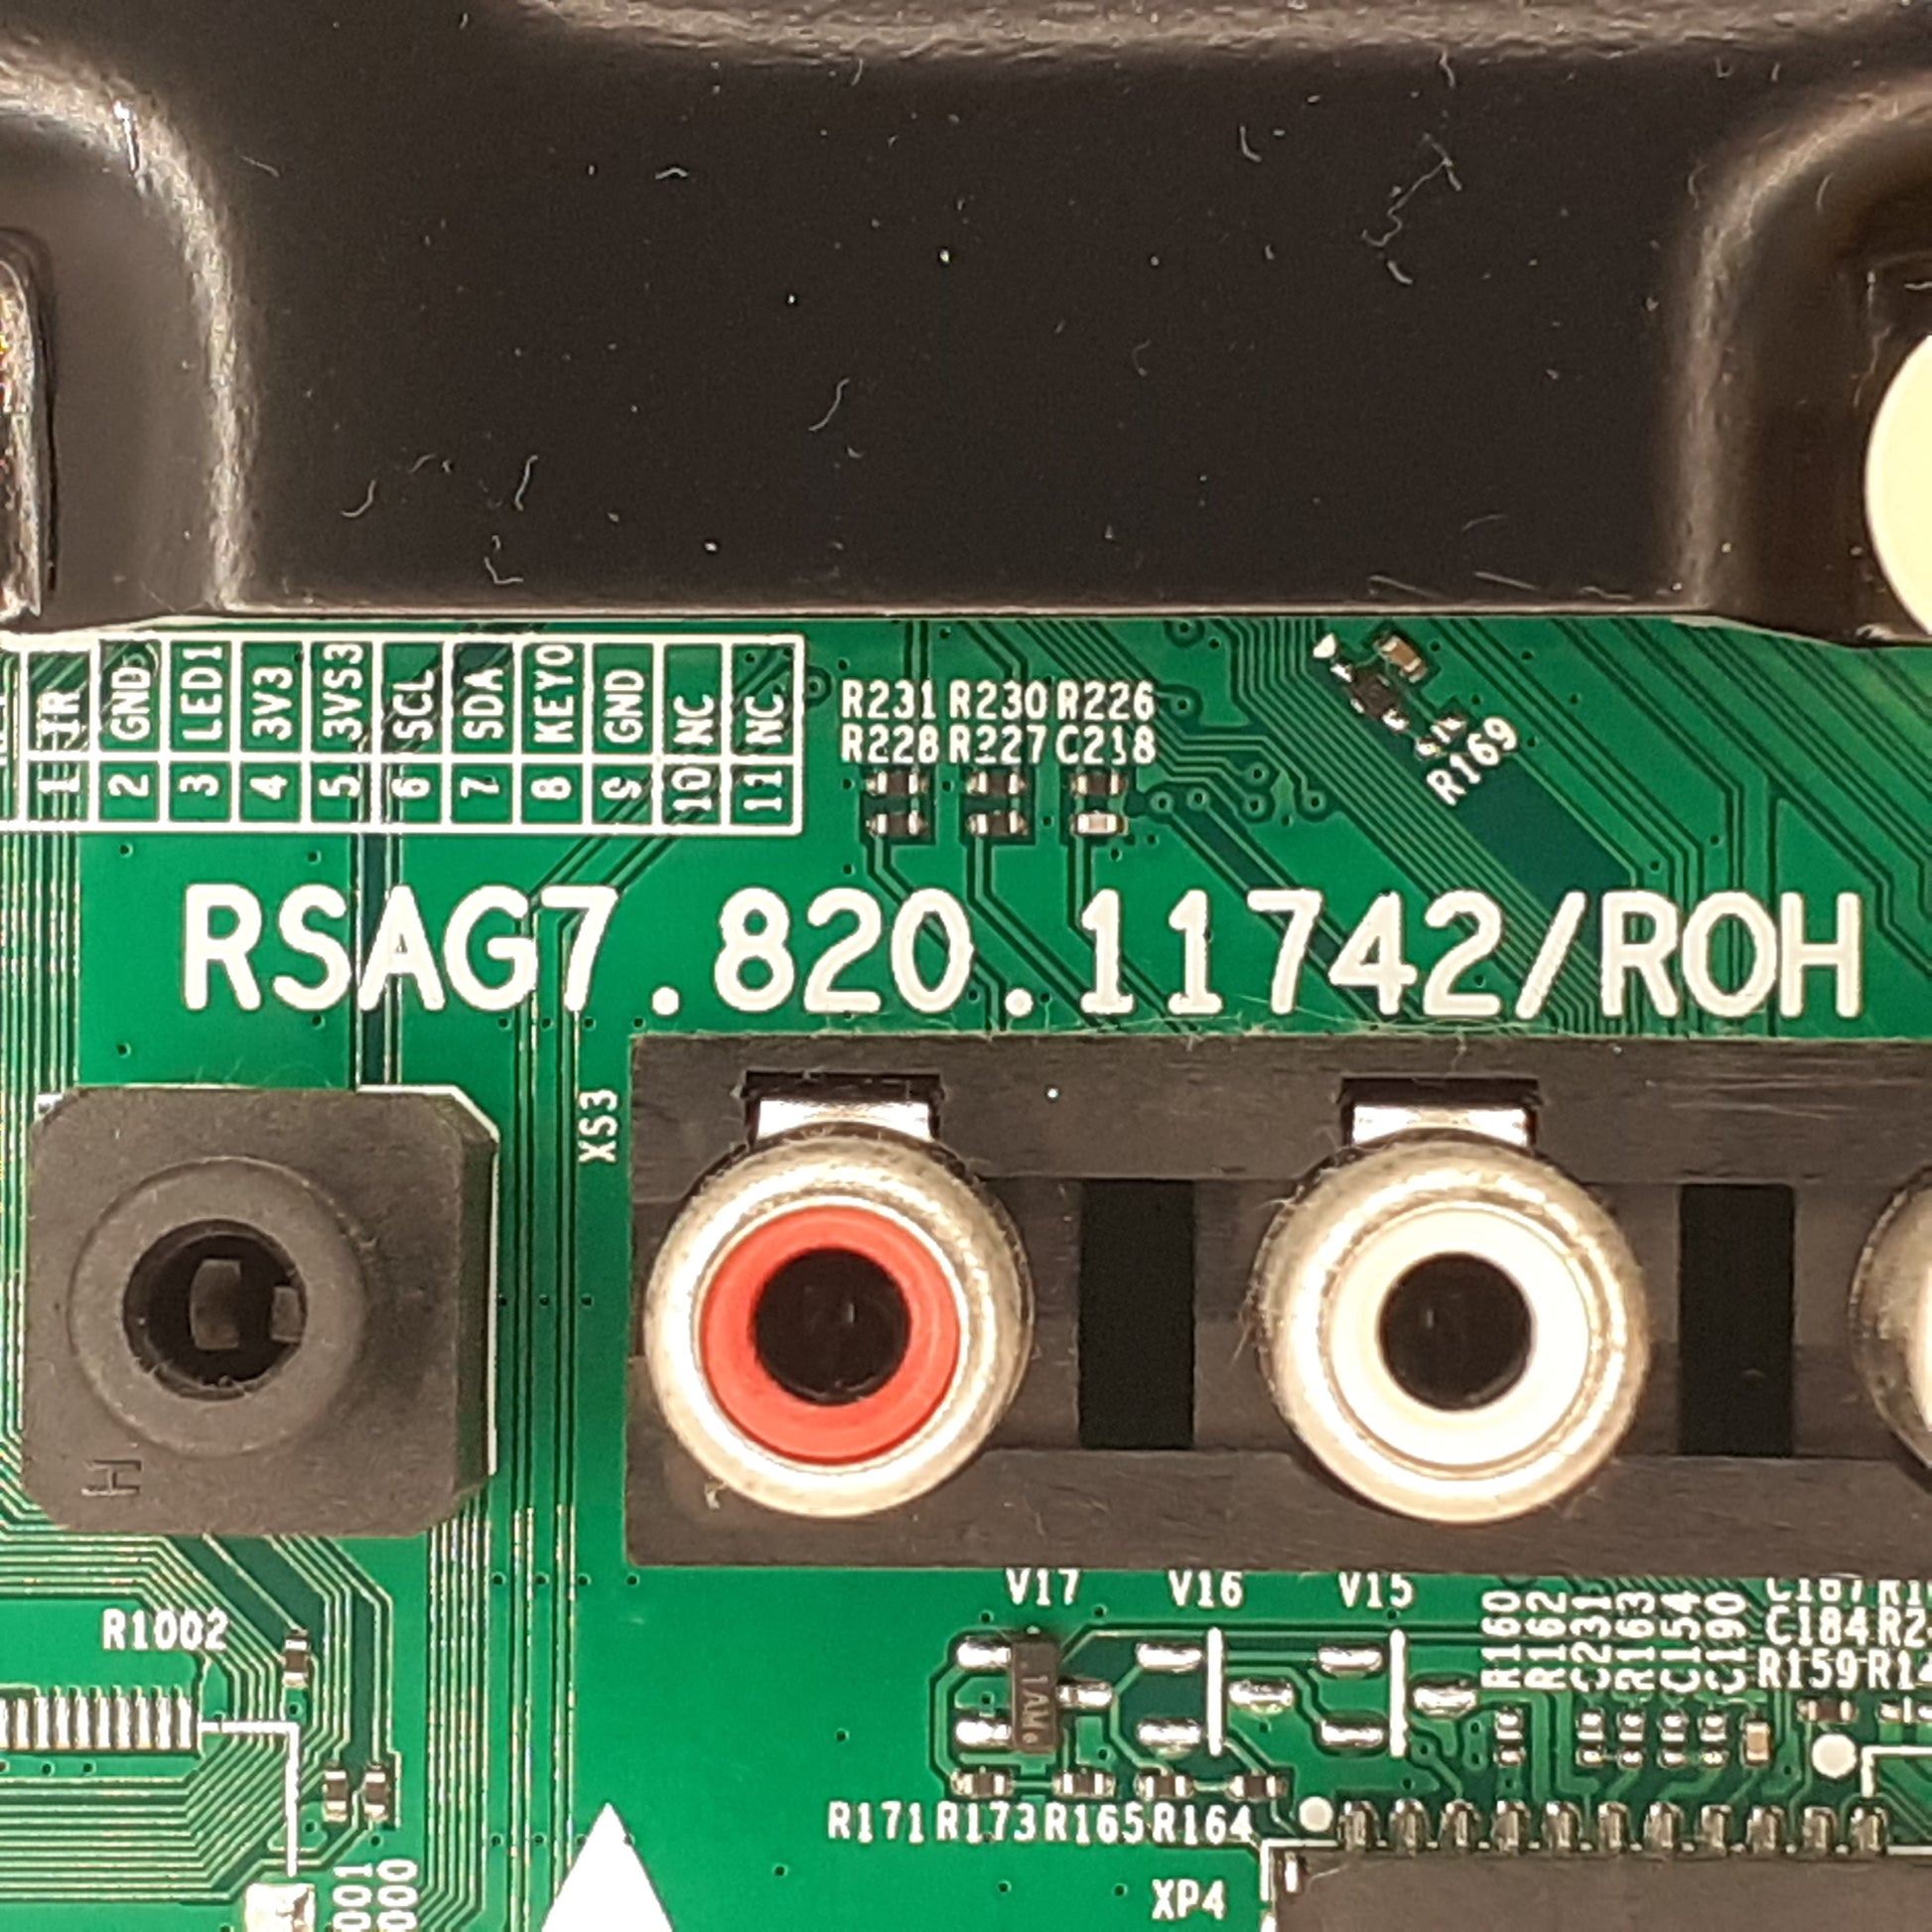 IR GND LED1 3V3 3VS3 SCL SDA KEY0 GND NC NC
1 2 3 4 5 6 7 8 9 10 11
R231 R230 R226
R228 R227 C218
R169
RSAG7.820.11742/ROH
XS3
H
V17 V16 V15
R1002
R160
R162
C231
R163
C154
C190
C187
C184
R159
1AM
R171 R173 R165 R164
XP4